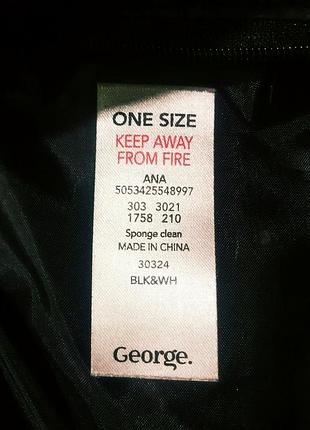 ONE SIZE
KEEP AWAY
FROM FIRE
ANA
5053425548997
303 3021
1758 210
Sponge clean
MADE IN CHINA
30324
BLK&WH
George.